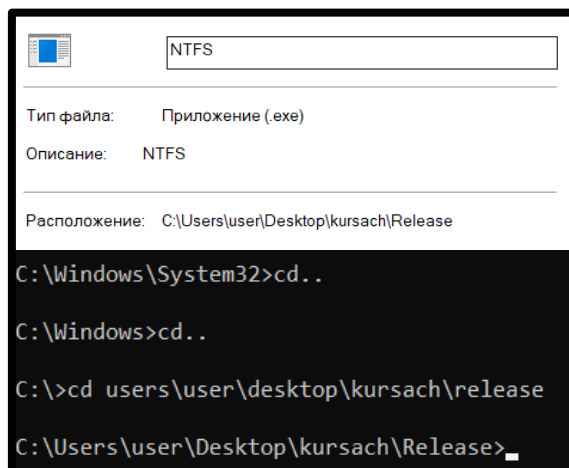 NTFS
Тип файла: Приложение (.exe)
Описание: NTFS
Расположение: C:\Users\user\Desktop\kursach\Release
C:\Windows\System32>cd..
C:\Windows>cd..
C:\>cd users\user\desktop\kursach\release
C:\Users\user\Desktop\kursach\Release>